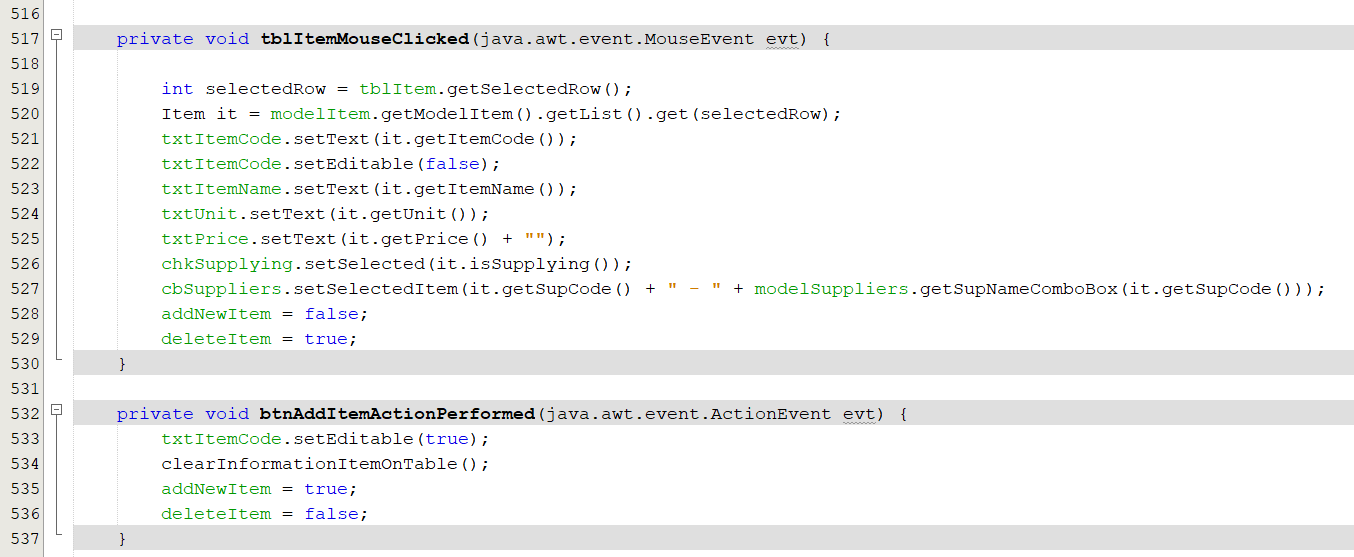 516
517 private void tblItemMouseClicked(java.awt.event.MouseEvent evt) {
518
519 int selectedRow = tblItem.getSelectedRow();
520 Item it = modelItem.getModelItem().getList().get(selectedRow);
521 txtItemCode.setText(it.getItemCode());
522 txtItemCode.setEditable(false);
523 txtItemName.setText(it.getItemName());
524 txtUnit.setText(it.getUnit());
525 txtPrice.setText(it.getPrice() + "");
526 chkSupplying.setSelected(it.isSupplying());
527 cbSuppliers.setSelectedItem(it.getSupCode() + " - " + modelSuppliers.getSupNameComboBox(it.getSupCode()));
528 addNewItem = false;
529 deleteItem = true;
530 }
531
532 private void btnAddItemActionPerformed(java.awt.event.ActionEvent evt) {
533 txtItemCode.setEditable(true);
534 clearInformationItemOnTable();
535 addNewItem = true;
536 deleteItem = false;
537 }